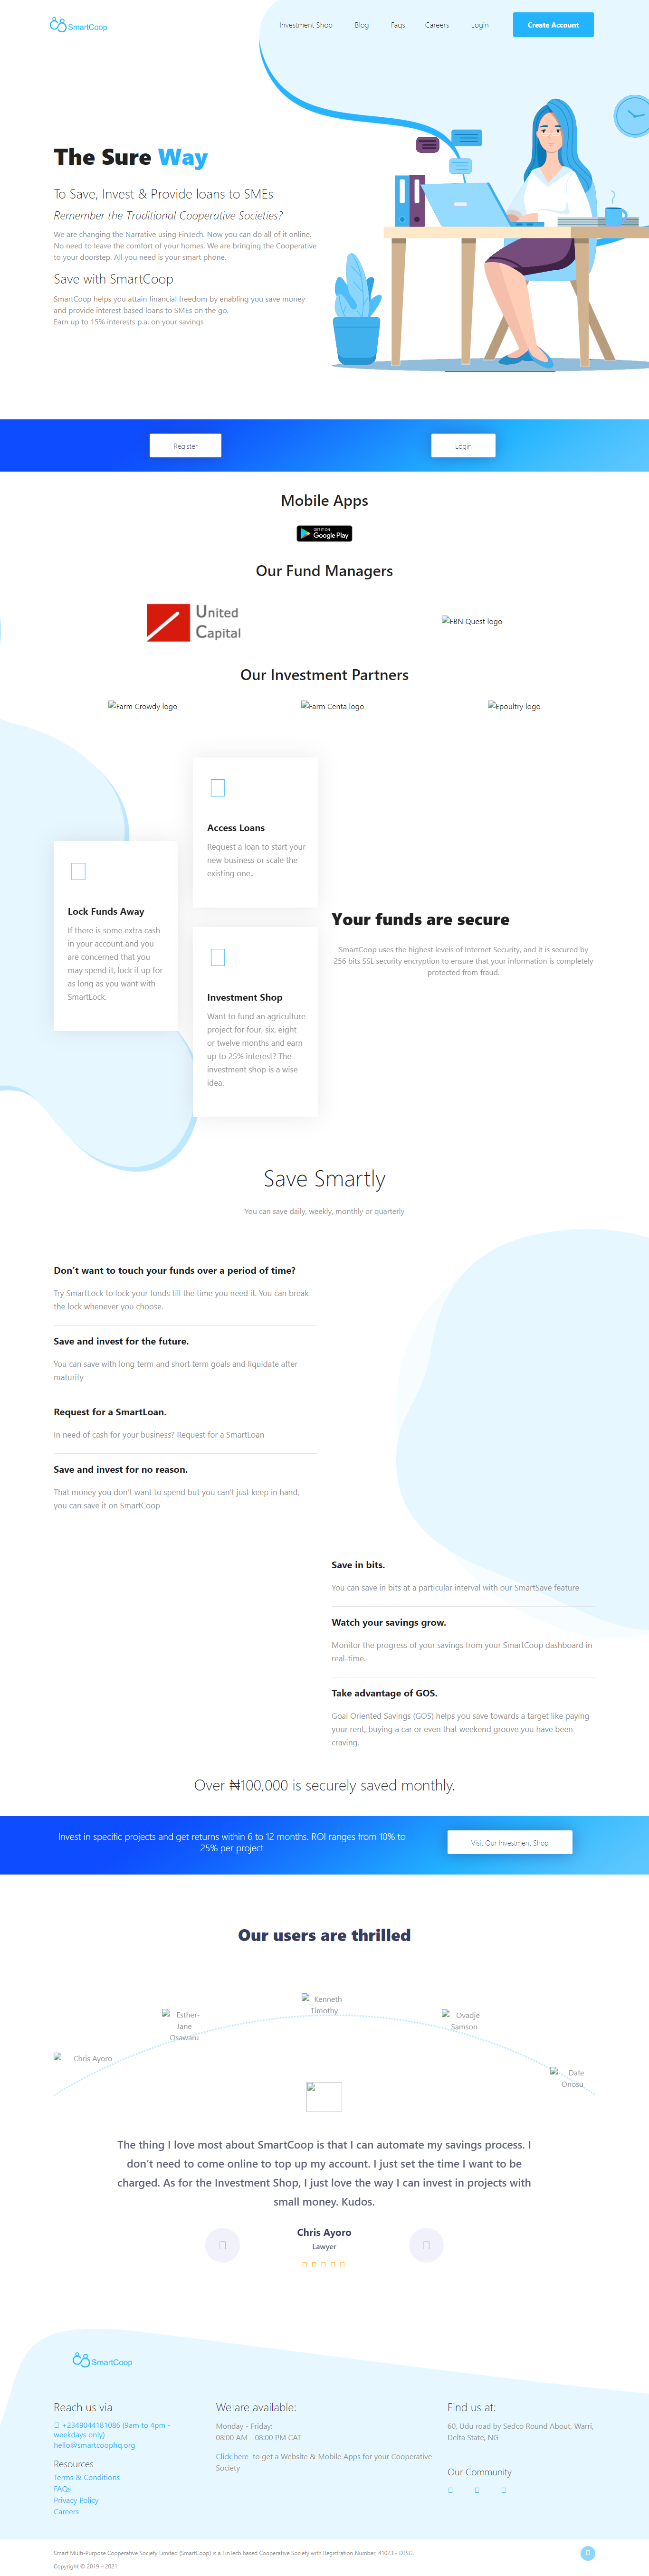 SmartCoop
Investment Shop
Blog
Faqs
Careers
Login
Create Account
The Sure Way
To Save, Invest & Provide loans to SMEs
Remember the Traditional Cooperative Societies?
We are changing the Narrative using FinTech. Now you can do all of it online.
No need to leave the comfort of your homes. We are bringing the Cooperative
to your doorstep. All you need is your smart phone.
Save with SmartCoop
SmartCoop helps you attain financial freedom by enabling you save money
and provide interest based loans to SMEs on the go.
Earn up to 15% interests p.a. on your savings
Register
Login
Mobile Apps
GET IT ON
Google Play
Our Fund Managers
United
Capital
FBN Quest logo
Our Investment Partners
Farm Crowdy logo
Farm Centa logo
Epoultry logo
Access Loans
Request a loan to start your
new business or scale the
existing one..
Lock Funds Away
If there is some extra cash
in your account and you
are concerned that you
may spend it, lock it up for
as long as you want with
SmartLock.
Investment Shop
Want to fund an agriculture
project for four, six, eight
or twelve months and earn
up to 25% interest? The
investment shop is a wise
idea.
Your funds are secure
SmartCoop uses the highest levels of Internet Security, and it is secured by
256 bits SSL security encryption to ensure that your information is completely
protected from fraud.
Save Smartly
You can save daily, weekly, monthly or quarterly
Don't want to touch your funds over a period of time?
Try SmartLock to lock your funds till the time you need it. You can break
the lock whenever you choose.
Save and invest for the future.
You can save with long term and short term goals and liquidate after
maturity
Request for a SmartLoan.
In need of cash for your business? Request for a SmartLoan
Save and invest for no reason.
That money you don't want to spend but you can't just keep in hand,
you can save it on SmartCoop
Save in bits.
You can save in bits at a particular interval with our SmartSave feature
Watch your savings grow.
Monitor the progress of your savings from your SmartCoop dashboard in
real-time.
Take advantage of GOS.
Goal Oriented Savings (GOS) helps you save towards a target like paying
your rent, buying a car or even that weekend groove you have been
craving.
Over ₦100,000 is securely saved monthly.
Invest in specific projects and get returns within 6 to 12 months. ROI ranges from 10% to
25% per project
Visit Our Investment Shop
Our users are thrilled
Chris Ayoro
Esther-
Jane
Osawaru
Kenneth
Timothy
Ovadje
Samson
Dafe
Onosu
The thing I love most about SmartCoop is that I can automate my savings process. I
don't need to come online to top up my account. I just set the time I want to be
charged. As for the Investment Shop, I just love the way I can invest in projects with
small money. Kudos.
Chris Ayoro
Lawyer
SmartCoop
Reach us via
+2349044181086 (9am to 4pm -
weekdays only)
hello@smartcoophq.org
Resources
Terms & Conditions
FAQs
Privacy Policy
Careers
We are available:
Monday - Friday:
08:00 AM - 08:00 PM CAT
Click here to get a Website & Mobile Apps for your Cooperative
Society
Find us at:
60, Udu road by Sedco Round About, Warri,
Delta State, NG
Our Community
Smart Multi-Purpose Cooperative Society Limited (SmartCoop) is a FinTech based Cooperative Society with Registration Number; 41023 - DTSG.
Copyright © 2019 - 2021